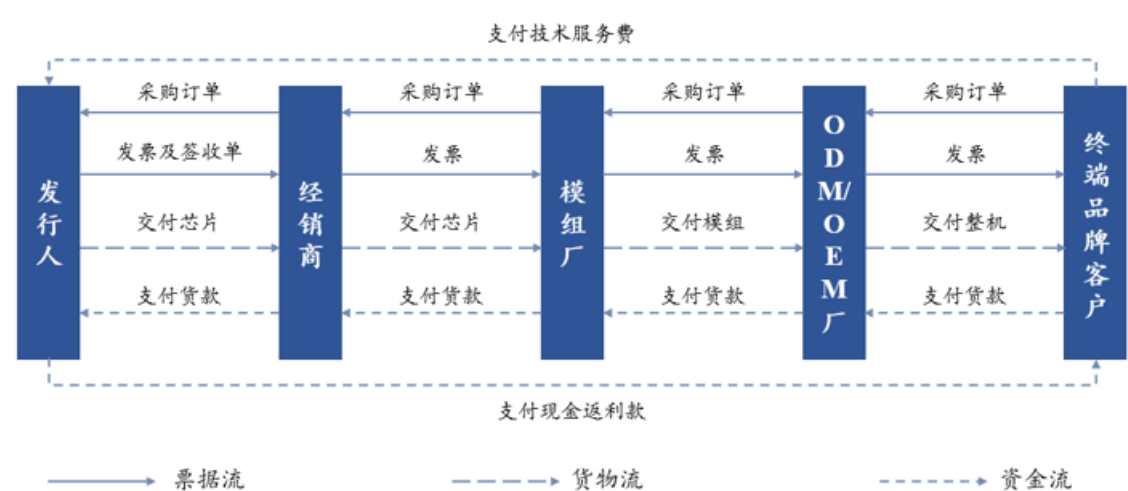 支付技术服务费
采购订单 采购订单 采购订单 采购订单
发票及签收单 发票 发票 发票
交付芯片 交付芯片 交付模组 交付整机
支付货款 支付货款 支付货款 支付货款
发行人
经销商
模组厂
ODM/OEM厂
终端品牌客户
支付现金返利款
票据流 货物流 资金流